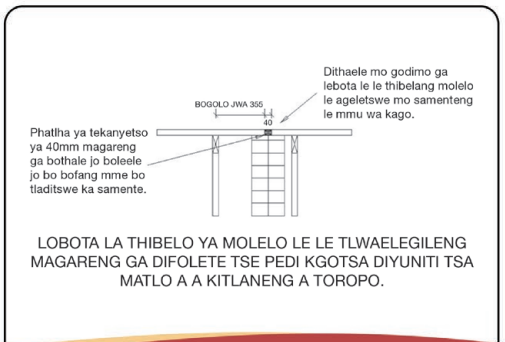 Dithaele mo godimo ga
lebota le le thibelang molelo
le ageletswe mo samenteng
le mmu wa kago.
BOGOLO JWA 355
40
Phatlha ya tekanyetso
ya 40mm magareng
ga bothale jo boleele
jo bo bofang mme bo
tladitswe ka samente.
LOBOTA LA THIBELO YA MOLELO LE LE TLWAELEGILENG
MAGARENG GA DIFOLETE TSE PEDI KGOTSA DIYUNITI TSA
MATLO A A KITLANENG A TOROPO.